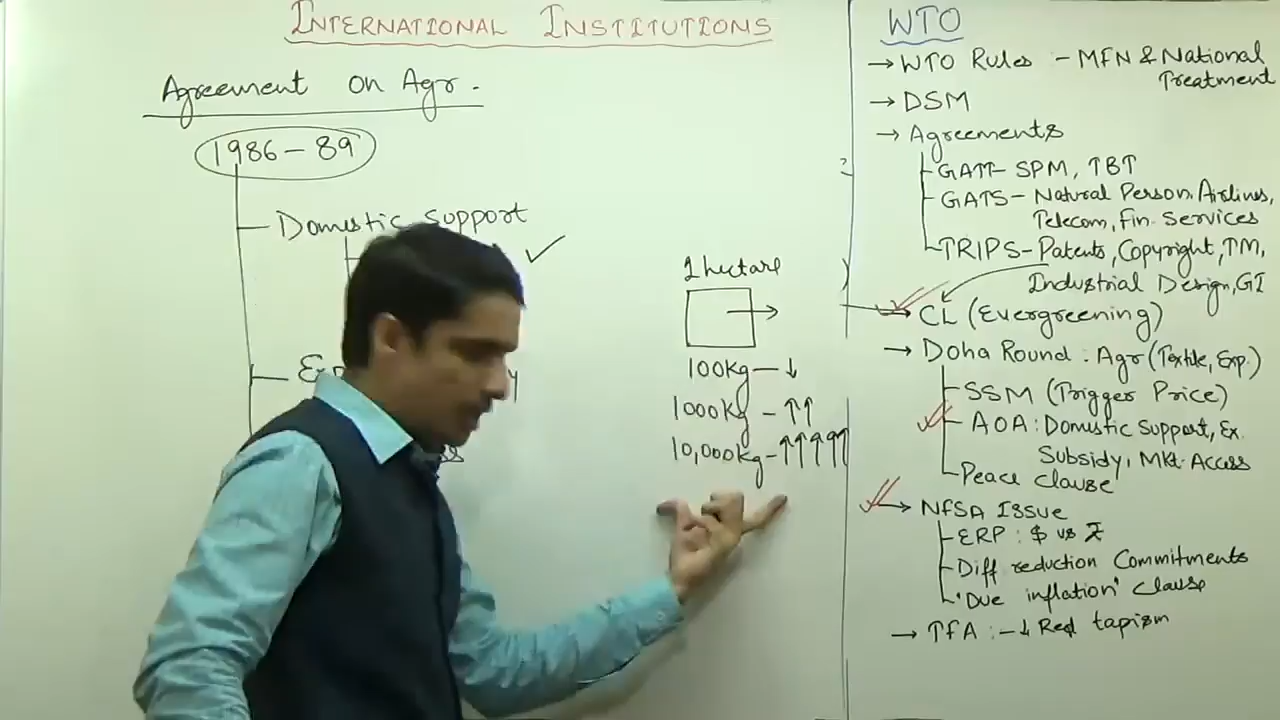 INTERNATIONAL INSTITUTIONS
Agreement on Agr.
1986-89
Domestic Support
1 hectare
100kg - ↓
1000kg - ↑↑
10,000kg - ↑↑↑↑↑
WTO
→ WTO Rules - MFN & National
Treatment
→ DSM
→ Agreements
GATT- SPM, TBT
GATS- Natural Person, Airlines,
Telecom, Fin. Services
TRIPS- Patents, Copyright, TM,
Industrial Design, GI
→ CL (Evergreening)
→ Doha Round : Agr (Textile, Exp.)
SSM (Trigger Price)
AOA : Domestic Support, Ex.
Subsidy, Mkt. Access
Peace Clause
→ NFSA Issue
ERP : $ vs ₹
Diff reduction Commitments
'Due inflation' Clause
→ TFA :- ↓ Red tapism